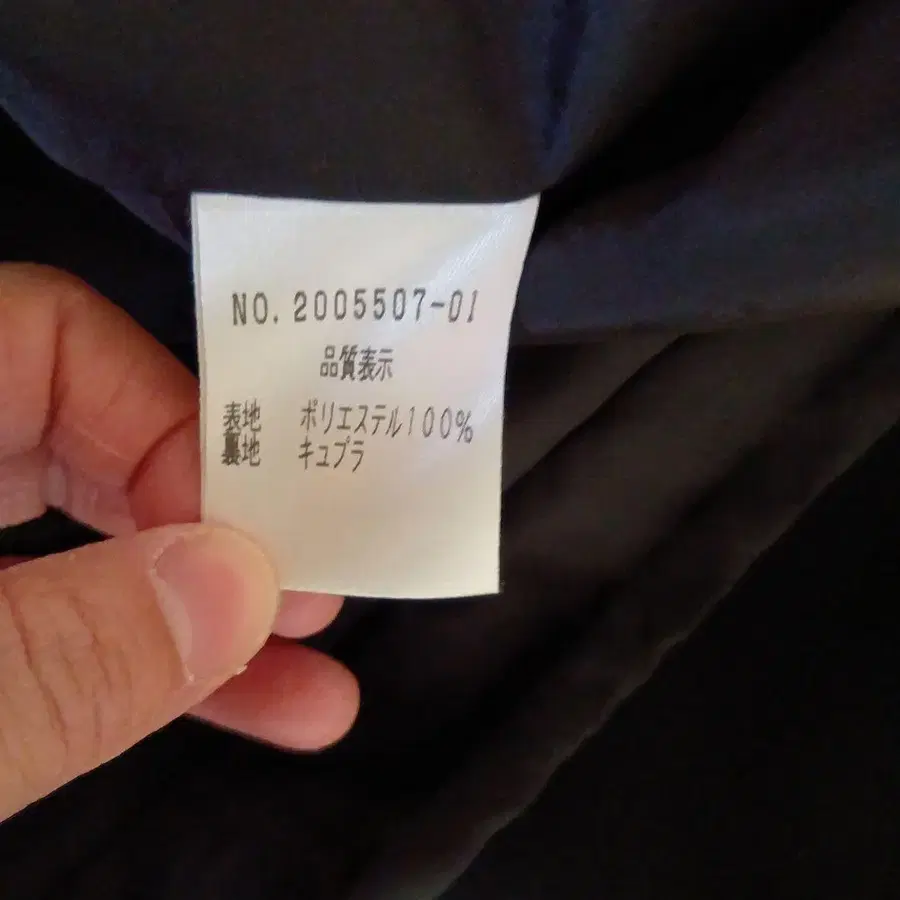 NO.2005507-01
品質表示
表地 ポリエステル100%
裏地 キュプラ